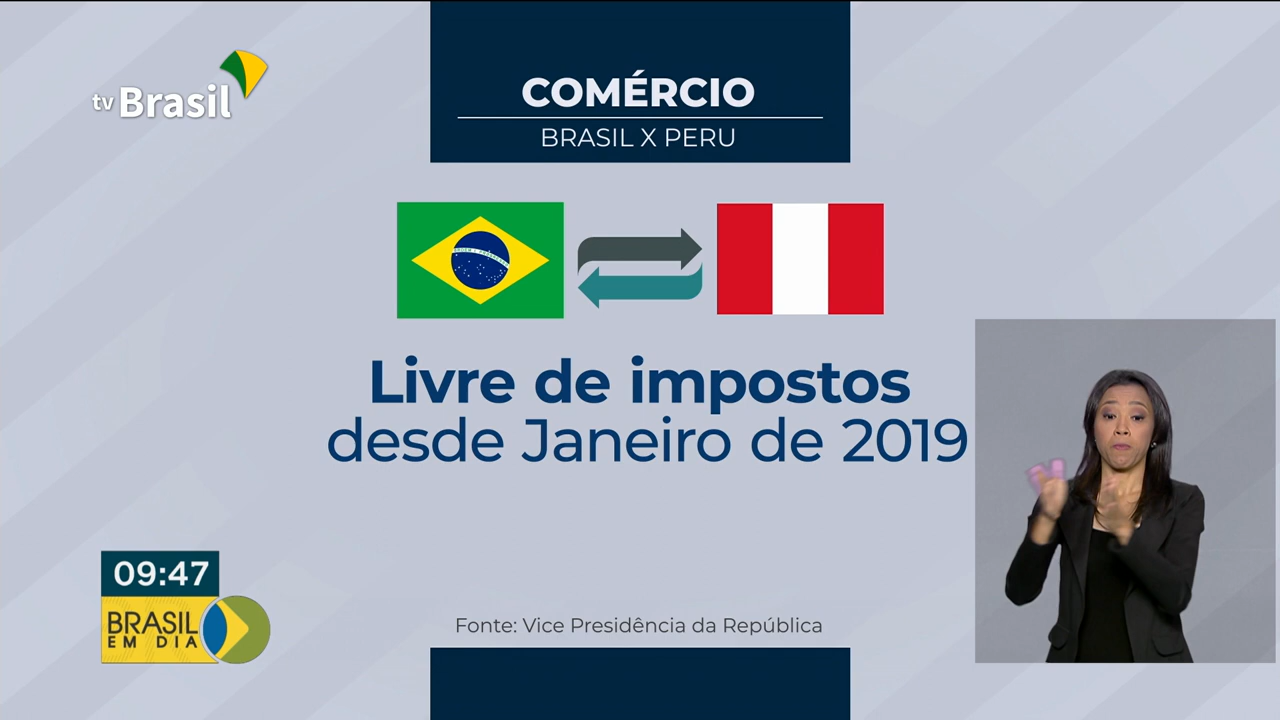 tv Brasil
COMÉRCIO
BRASIL X PERU
Livre de impostos
desde Janeiro de 2019
09:47
BRASIL
EM DIA
Fonte: Vice Presidência da República